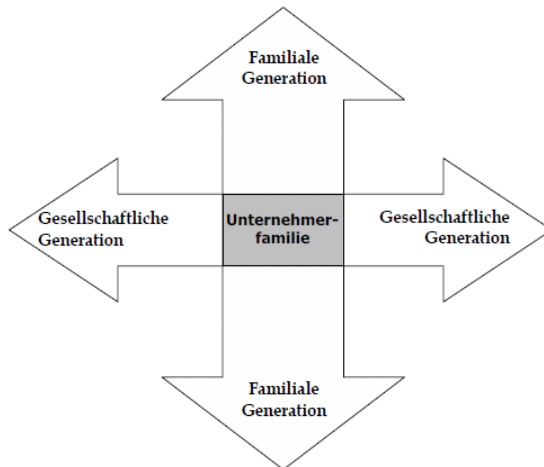 Familiale
Generation
Gesellschaftliche
Generation
Unternehmer-
familie
Gesellschaftliche
Generation
Familiale
Generation